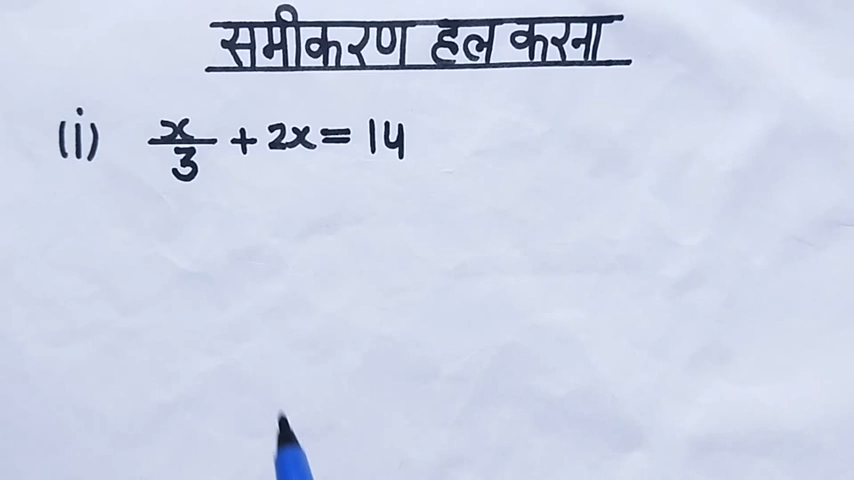 समीकरण हल करना
(i) x/3 + 2x = 14